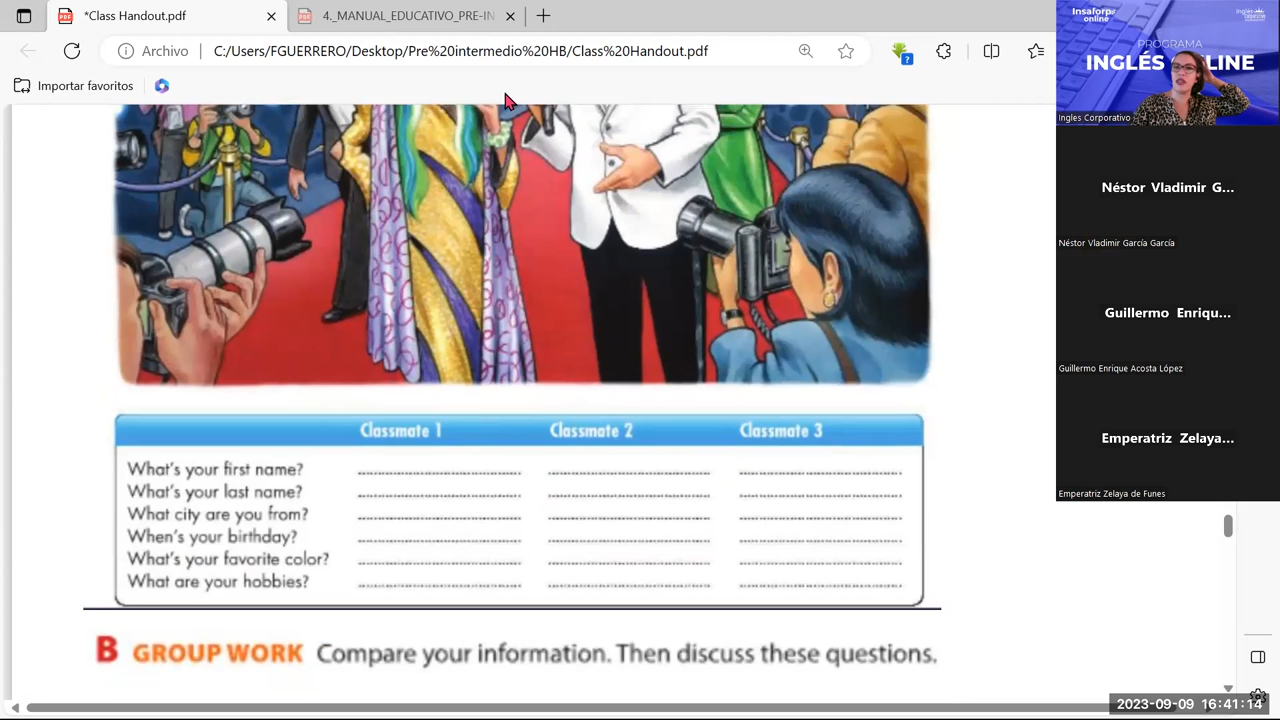 *Class Handout.pdf
4._MANUAL_EDUCATIVO_PRE-IN
Archivo
C:/Users/FGUERRERO/Desktop/Pre%20Intermedio%20HB/Class%20Handout.pdf
Importar favoritos
Classmate 1 Classmate 2 Classmate 3
What's your first name?
What's your last name?
What city are you from?
When's your birthday?
What's your favorite color?
What are your hobbies?
B GROUP WORK Compare your information. Then discuss these questions.
Insaforp
online
PROGRAMA
Ingles Corporativo
Néstor Vladimir G...
Néstor Vladimir García García
Guillermo Enriqu...
Guillermo Enrique Acosta López
Emperatriz Zelaya...
Emperatriz Zelaya de Funes
2023-09-09 16:41:14